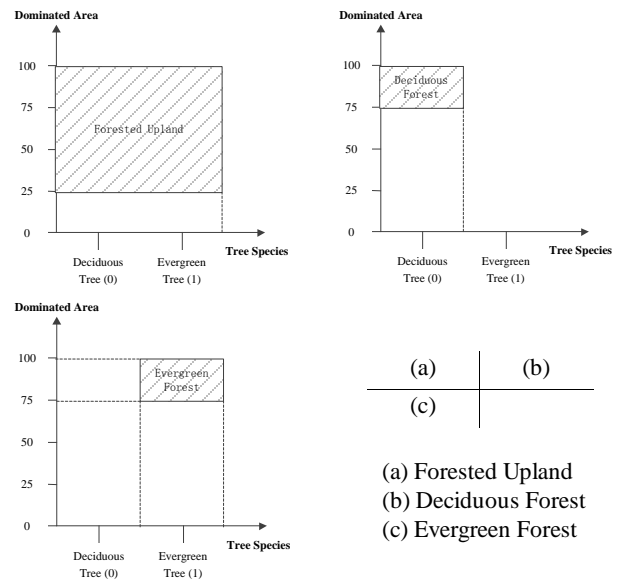 Dominated Area
100
75
50
25
0
Forested Upland
Deciduous
Tree (0)
Evergreen
Tree (1)
Tree Species
Dominated Area
100
75
50
25
0
Deciduous
Forest
Deciduous
Tree (0)
Evergreen
Tree (1)
Tree Species
Dominated Area
100
75
50
25
0
Evergreen
Forest
Deciduous
Tree (0)
Evergreen
Tree (1)
Tree Species
(a) (b)
(c)
(a) Forested Upland
(b) Deciduous Forest
(c) Evergreen Forest